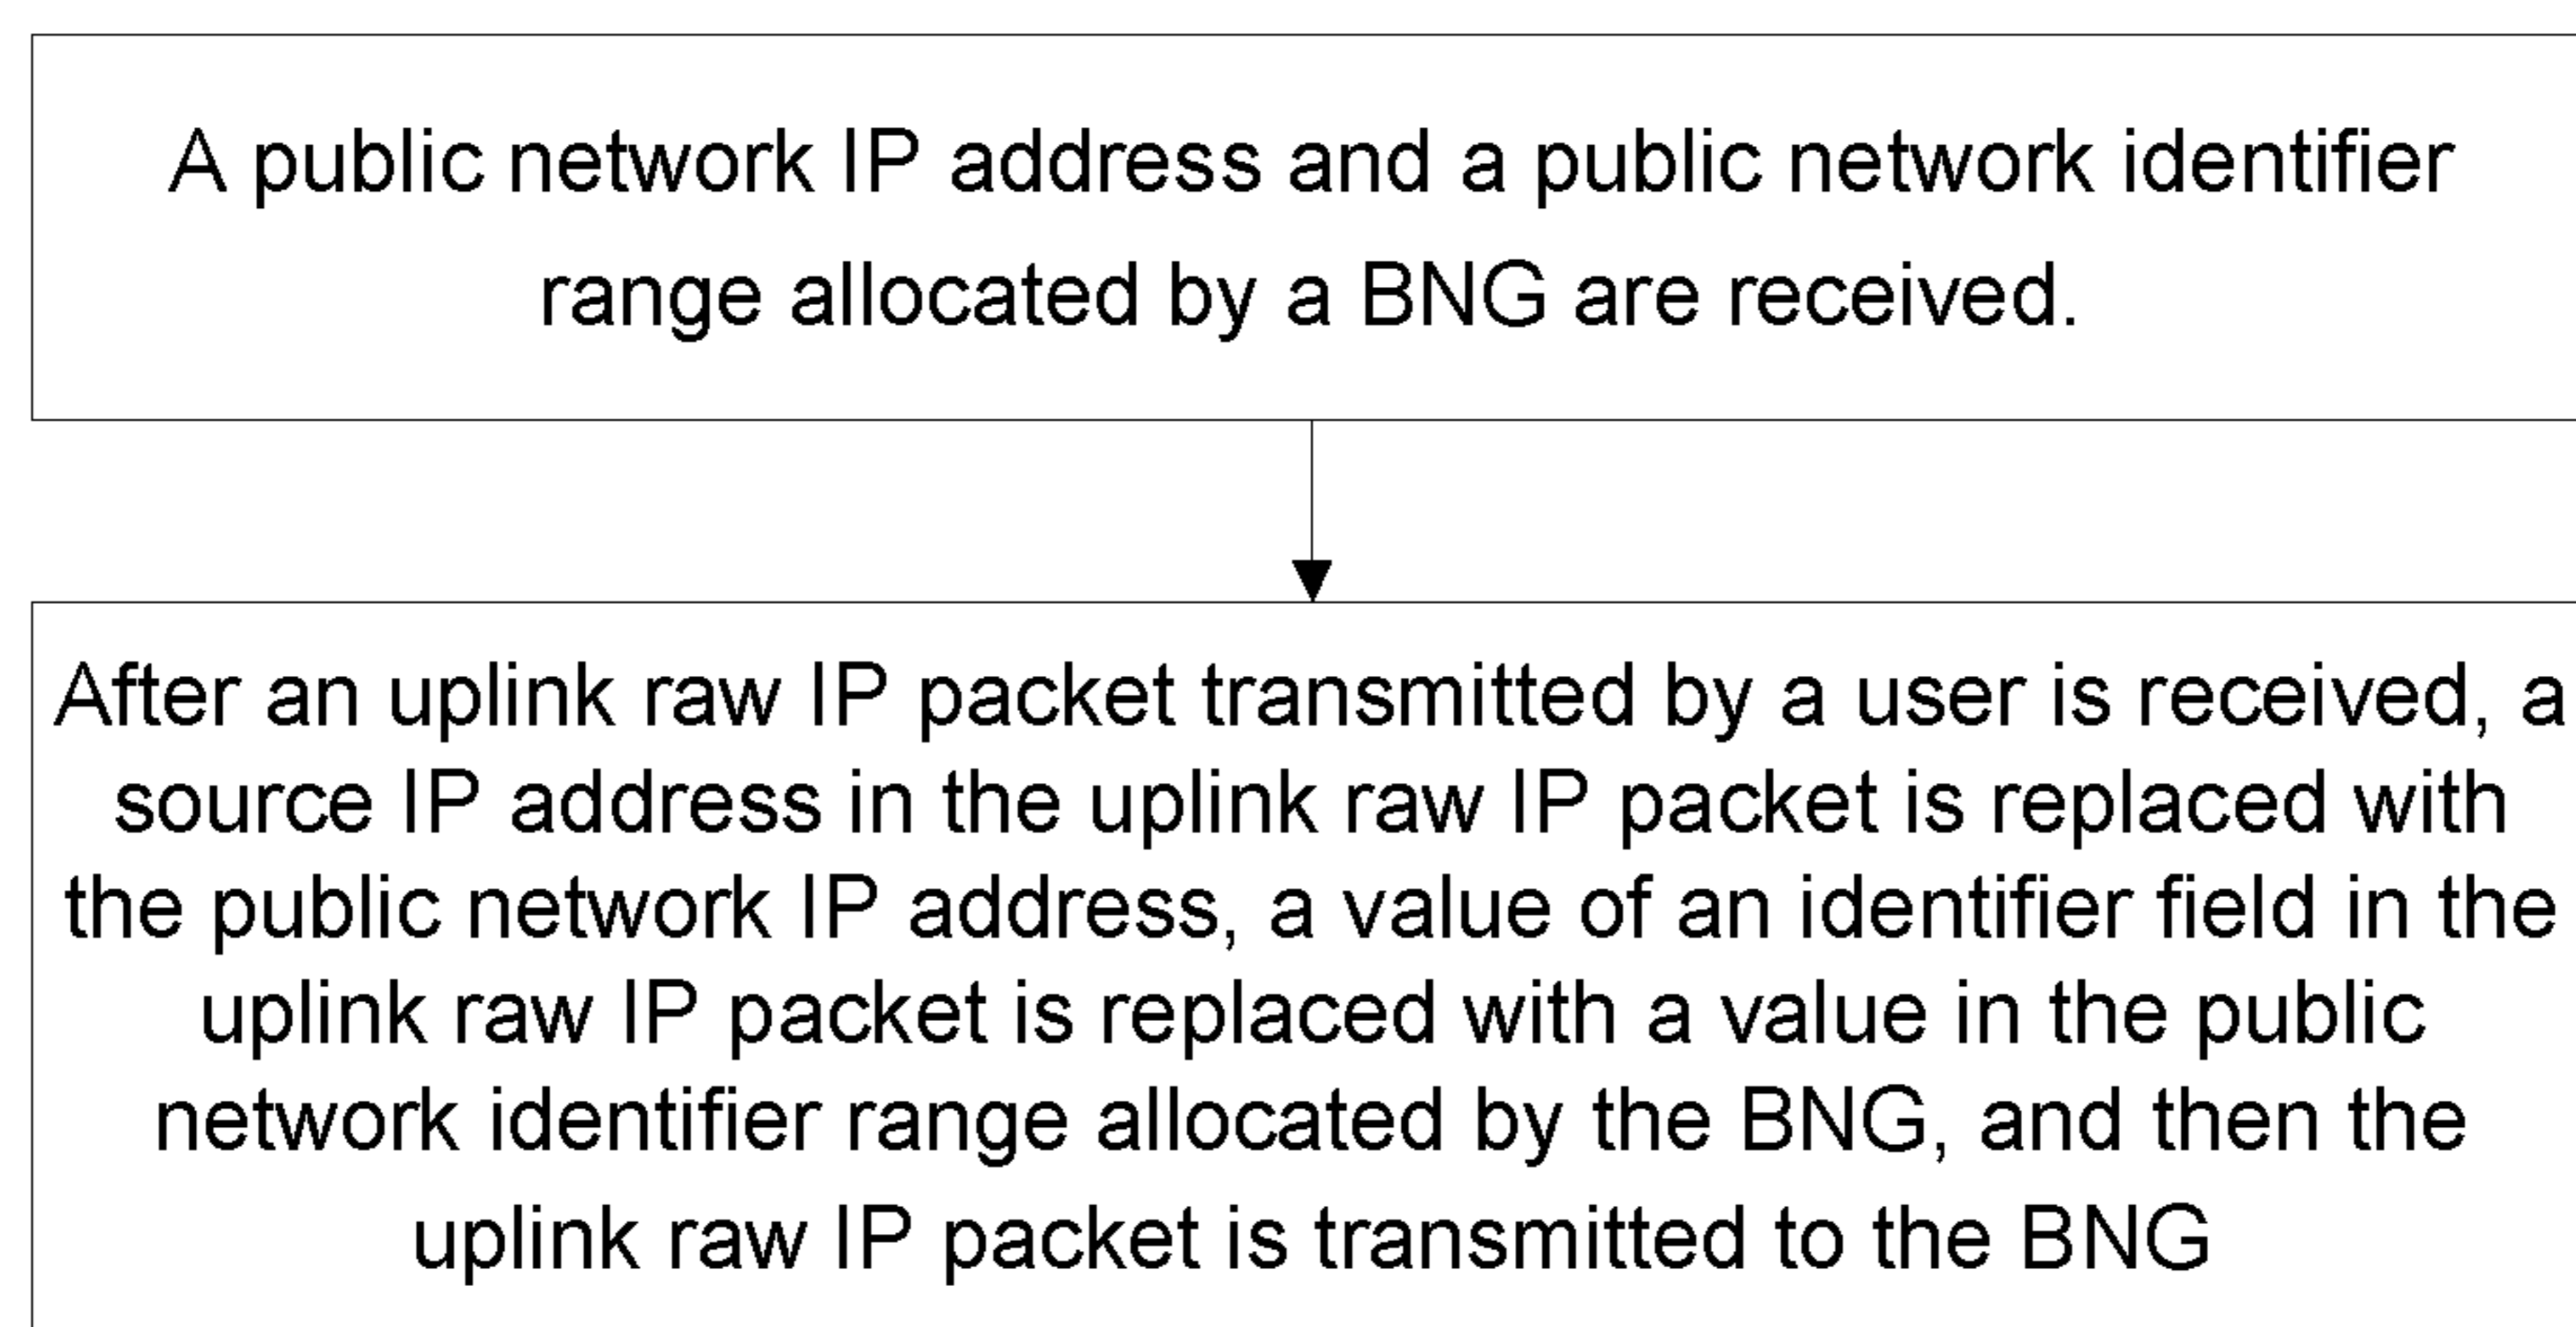 A public network IP address and a public network identifier
range allocated by a BNG are received.
After an uplink raw IP packet transmitted by a user is received, a
source IP address in the uplink raw IP packet is replaced with
the public network IP address, a value of an identifier field in the
uplink raw IP packet is replaced with a value in the public
network identifier range allocated by the BNG, and then the
uplink raw IP packet is transmitted to the BNG